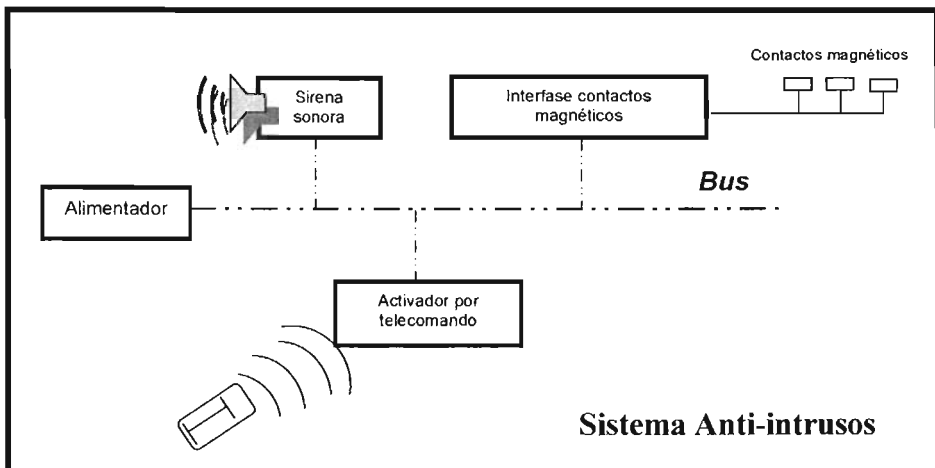 Contactos magnéticos
Sirena
sonora
Interfase contactos
magnéticos
Bus
Alimentador
Activador por
telecomando
Sistema Anti-intrusos